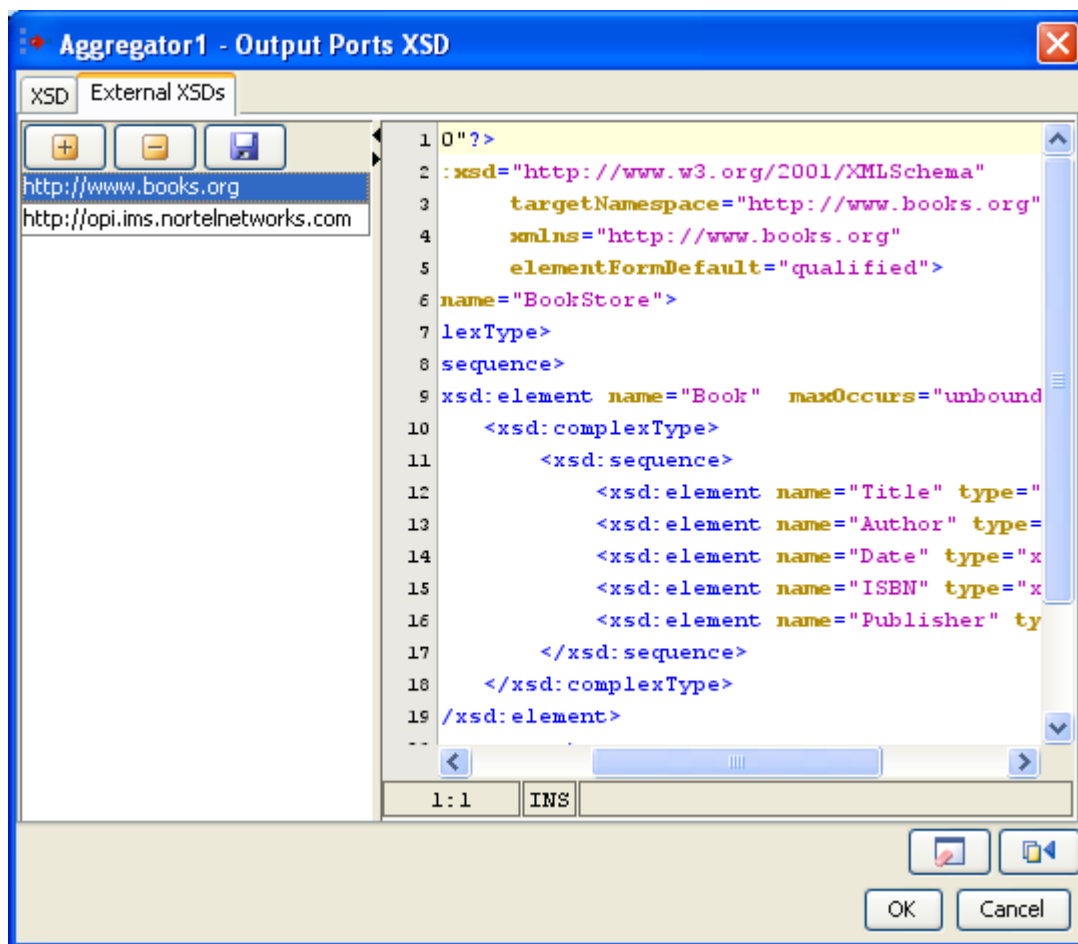 Aggregator1 - Output Ports XSD
XSD External XSDs
http://www.books.org
http://opi.ims.nortelnetworks.com
1 0"?>
2 :xsd="http://www.w3.org/2001/XMLSchema"
3 targetNamespace="http://www.books.org"
4 xmlns="http://www.books.org"
5 elementFormDefault="qualified">
6 name="BookStore">
7 lexType>
8 sequence>
9 xsd:element name="Book" maxOccurs="unbound
10 <xsd:complexType>
11 <xsd:sequence>
12 <xsd:element name="Title" type="
13 <xsd:element name="Author" type=
14 <xsd:element name="Date" type="x
15 <xsd:element name="ISBN" type="x
16 <xsd:element name="Publisher" ty
17 </xsd:sequence>
18 </xsd:complexType>
19 /xsd:element>
1:1 INS
OK Cancel